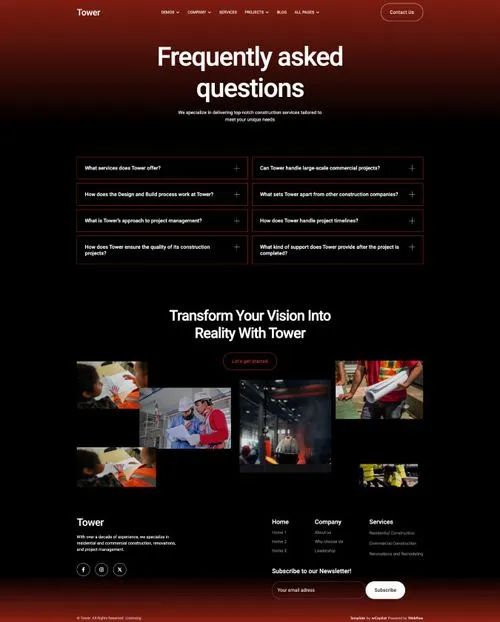 Tower
DEMOS
COMPANY
SERVICES
PROJECTS
BLOG
ALL PAGES
Contact Us
Frequently asked
questions
We specialize in delivering top-notch construction services tailored to
meet your unique needs
What services does Tower offer?
Can Tower handle large-scale commercial projects?
How does the Design and Build process work at Tower?
What sets Tower apart from other construction companies?
What is Tower's approach to project management?
How does Tower handle project timelines?
How does Tower ensure the quality of its construction
projects?
What kind of support does Tower provide after the project is
completed?
Transform Your Vision Into
Reality With Tower
Let's get started
Tower
With over a decade of experience, we specialize in
residential and commercial construction, renovations,
and project management.
Home
Home 1
Home 2
Home 3
Company
About us
Why choose us
Leadership
Services
Residential Construction
Commercial Construction
Renovations and Remodeling
Subscribe to our Newsletter!
Your email adress
Subscribe
© Tower. All Rights Reserved. Licensing
Template by wCopilot Powered by Webflow